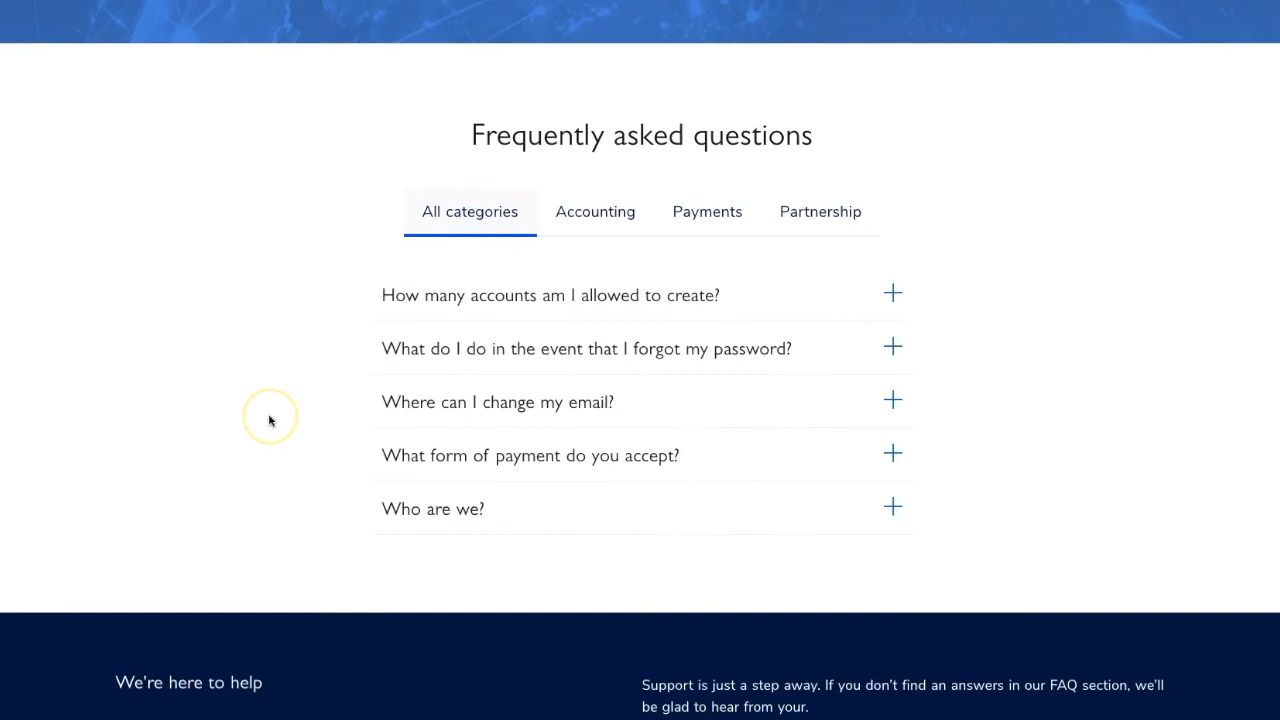 Frequently asked questions
All categories
Accounting
Payments
Partnership
How many accounts am I allowed to create?
What do I do in the event that I forgot my password?
Where can I change my email?
What form of payment do you accept?
Who are we?
We're here to help
Support is just a step away. If you don't find an answers in our FAQ section, we'll
be glad to hear from your.